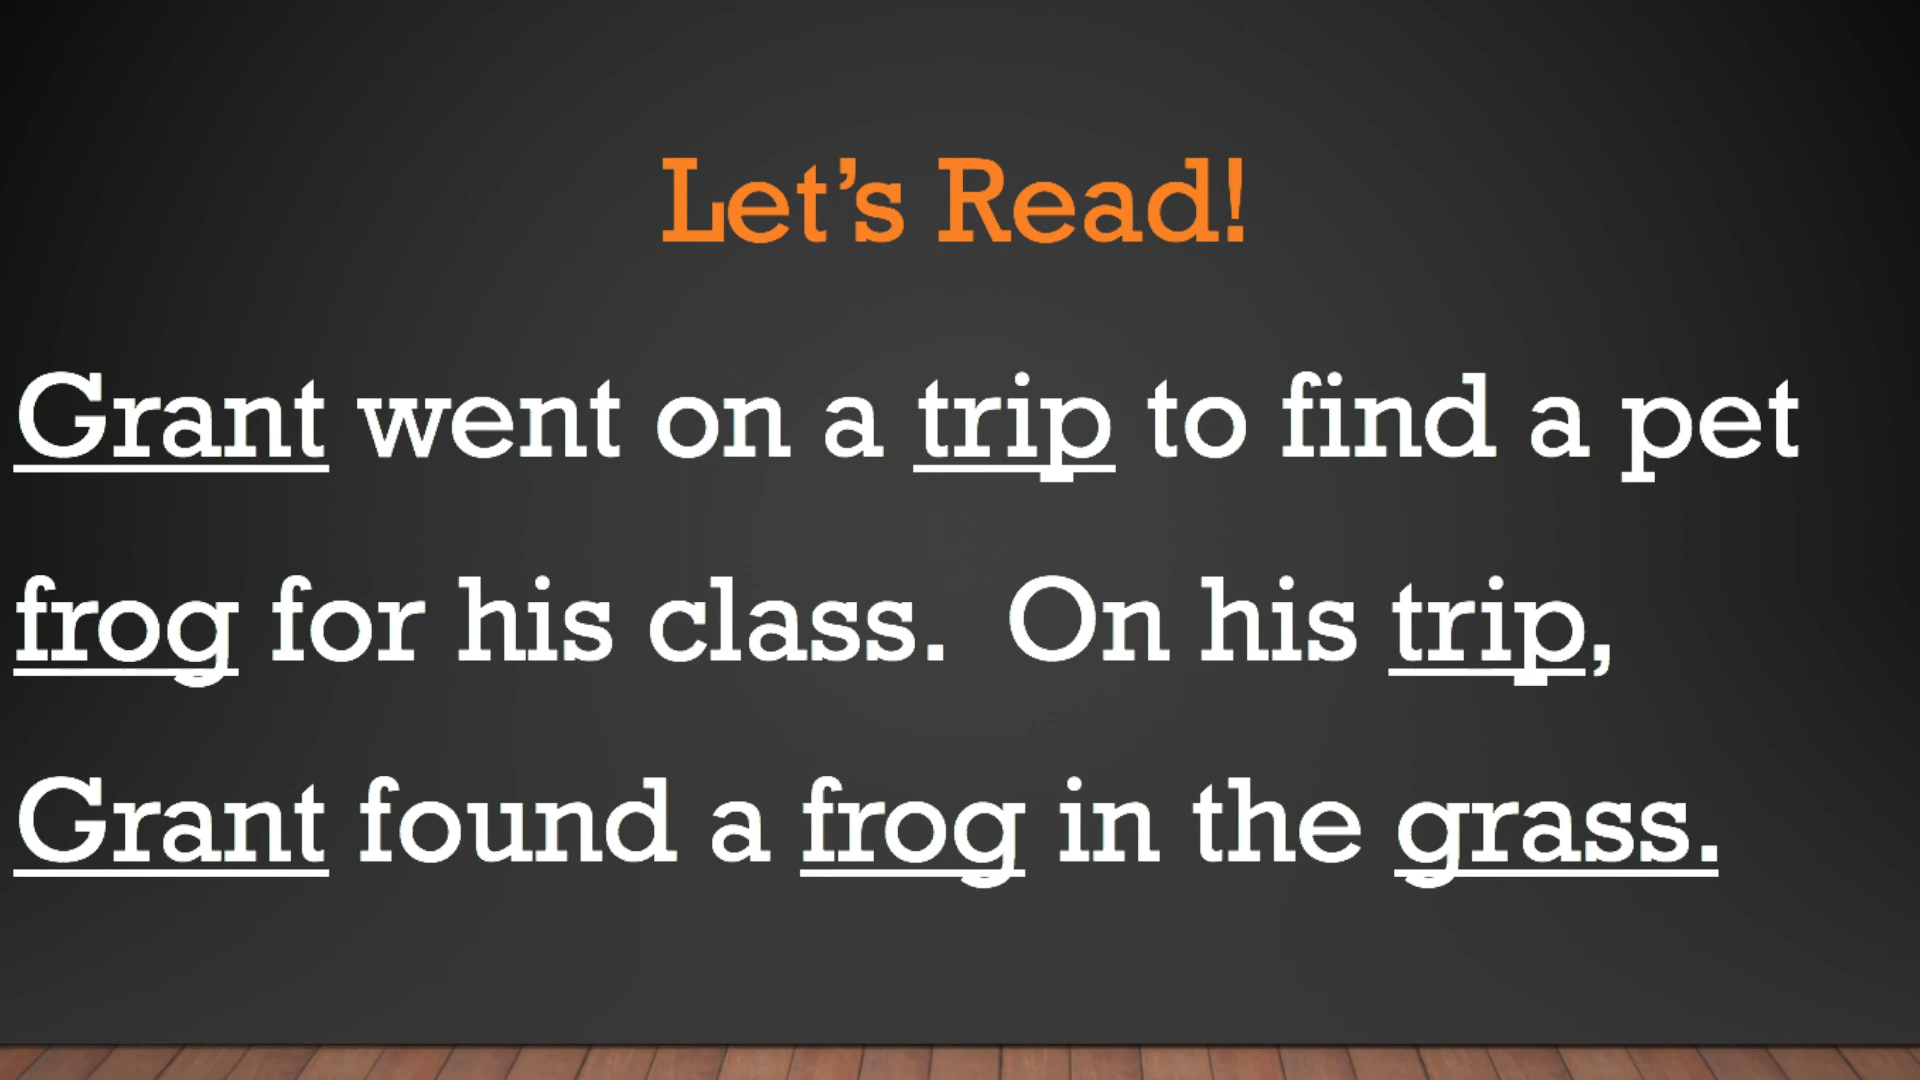 Let’s Read!
Grant went on a trip to find a pet
frog for his class.  On his trip,
Grant found a frog in the grass.